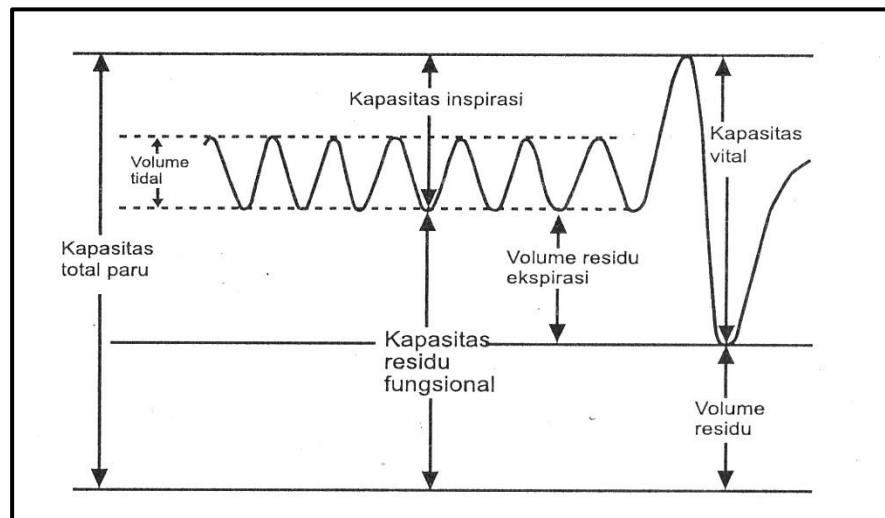 Kapasitas inspirasi
Volume
tidal
Kapasitas
vital
Kapasitas
total paru
Volume residu
ekspirasi
Kapasitas
residu
fungsional
Volume
residu